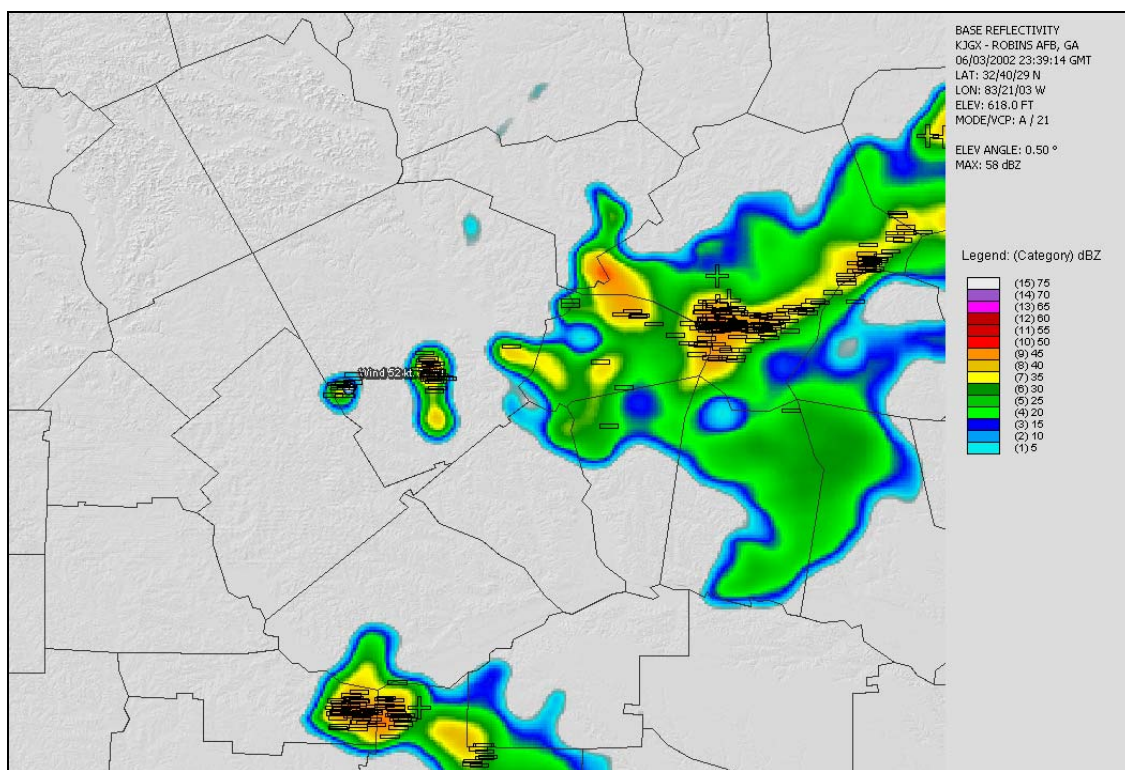 BASE REFLECTIVITY
KJGX - ROBINS AFB, GA
06/03/2002 23:39:14 GMT
LAT: 32/40/29 N
LON: 83/21/03 W
ELEV: 618.0 FT
MODE/VCP: A / 21
ELEV ANGLE: 0.50 °
MAX: 58 dBZ
Legend: (Category) dBZ
(15) 75
(14) 70
(13) 65
(12) 60
(11) 55
(10) 50
(9) 45
(8) 40
(7) 35
(6) 30
(5) 25
(4) 20
(3) 15
(2) 10
(1) 5
Wind 52 kt.